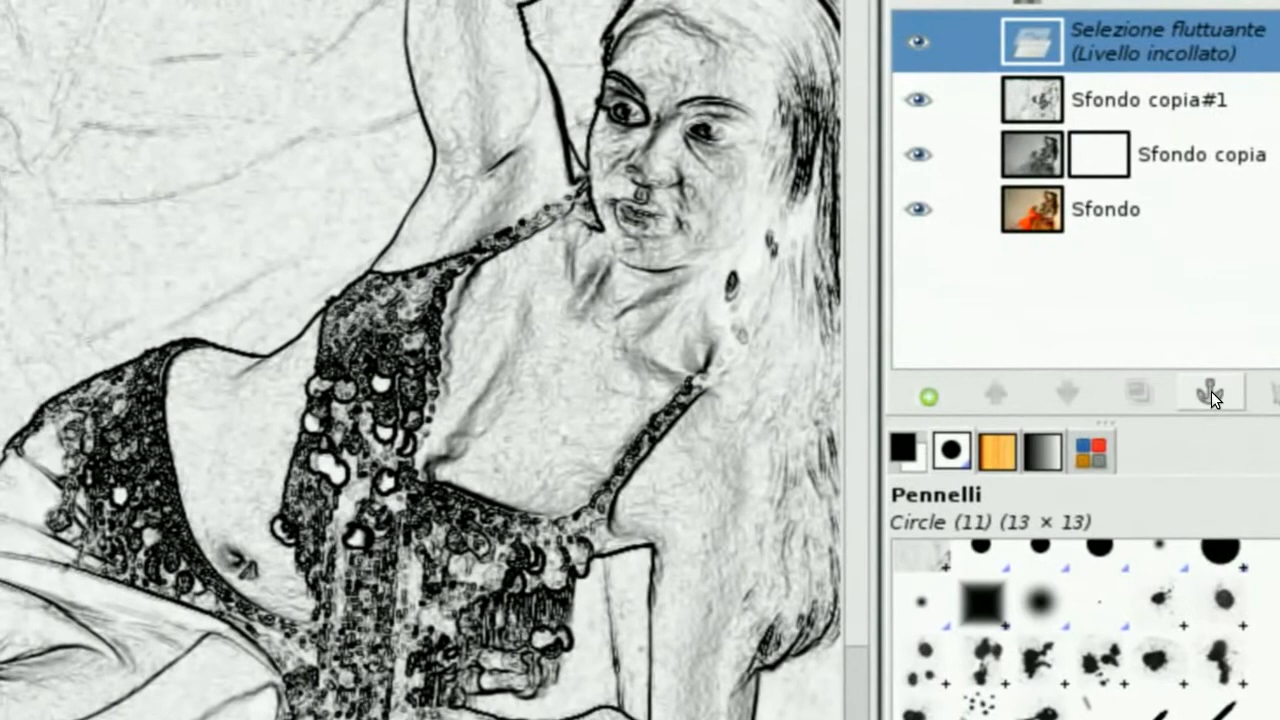 Selezione fluttuante
(Livello incollato)
Sfondo copia#1
Sfondo copia
Sfondo
Pennelli
Circle (11) (13 × 13)